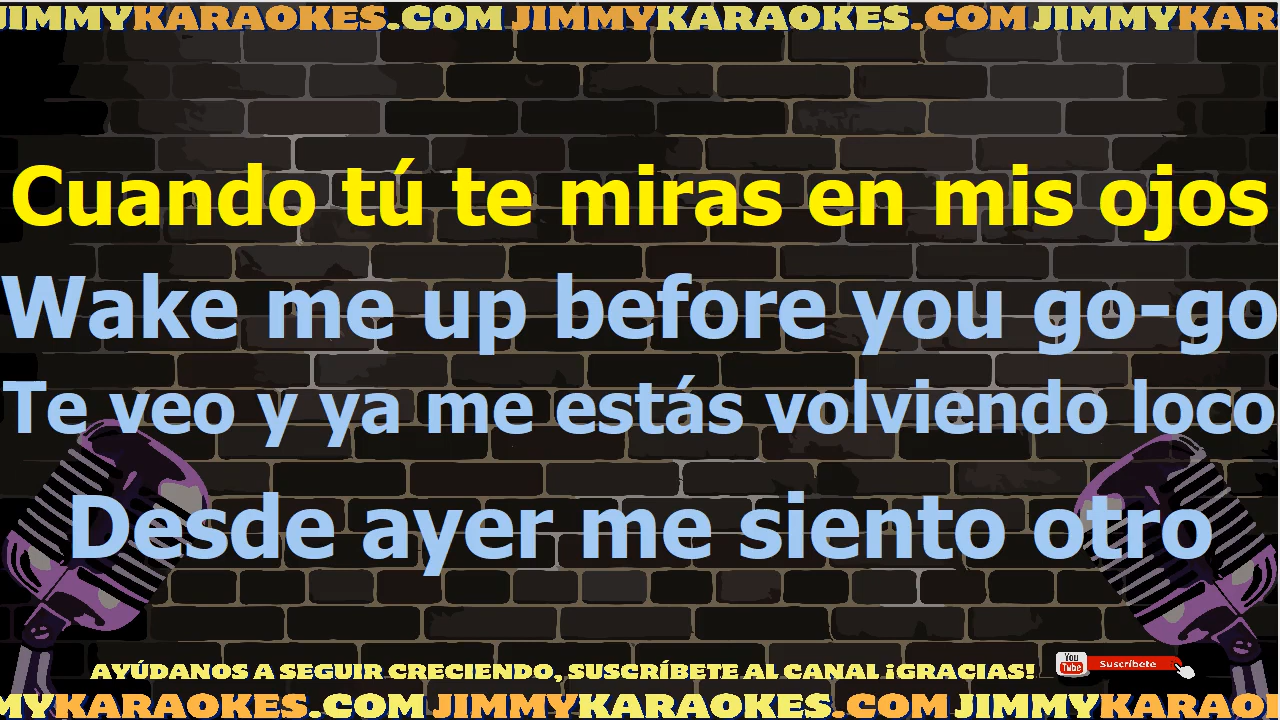 JIMMYKARAOKES.COM JIMMYKARAOKES.COM JIMMYKAR
Cuando tú te miras en mis ojos
Wake me up before you go-go
Te veo y ya me estás volviendo loco
Desde ayer me siento otro
AYÚDANOS A SEGUIR CRECIENDO, SUSCRÍBETE AL CANAL ¡GRACIAS!
You Tube Suscríbete
MYKARAOKES.COM JIMMYKARAOKES.COM JIMMYKARAO